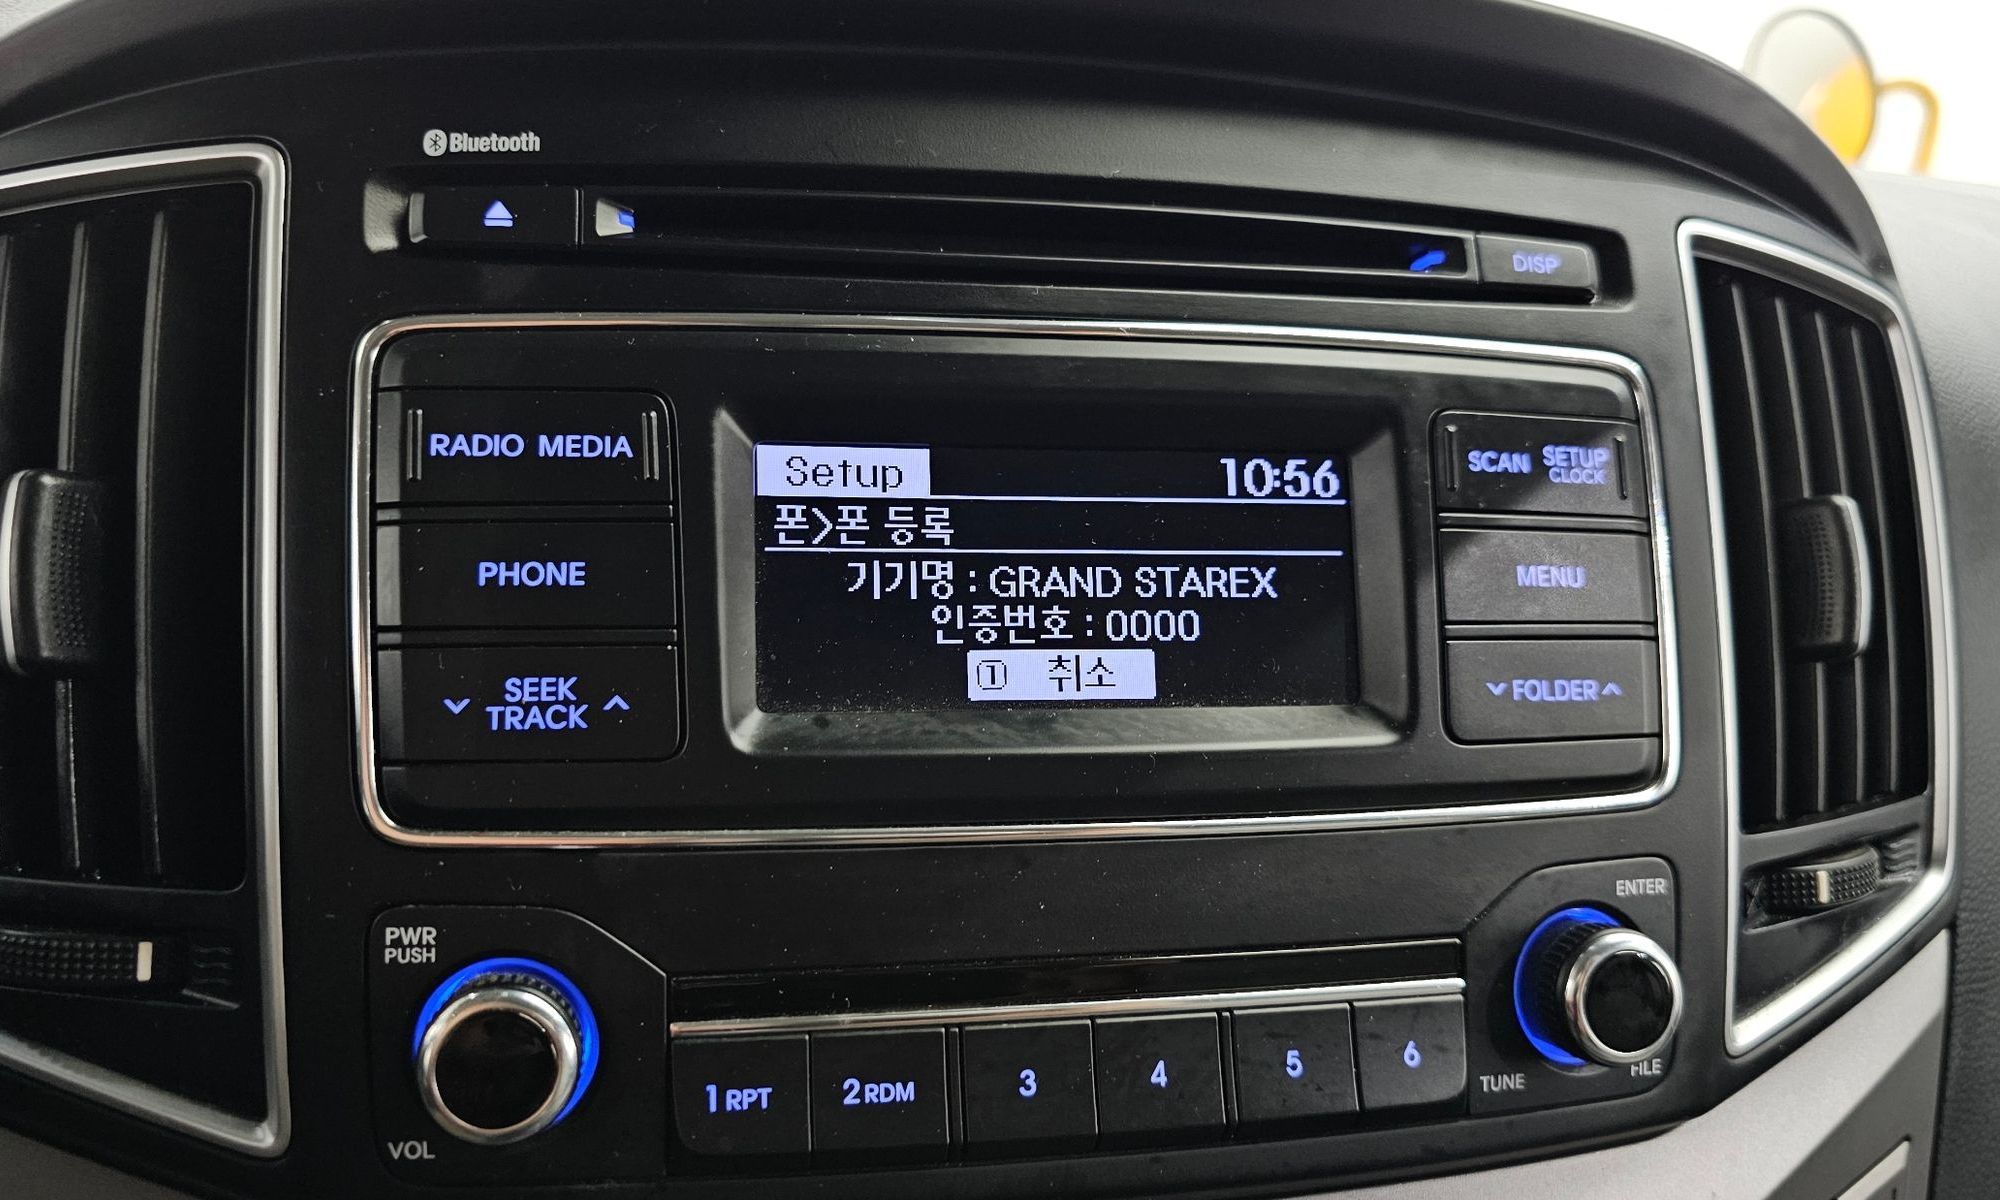 Bluetooth
DISP
RADIO MEDIA
PHONE
SEEK
TRACK
Setup 10:56
폰>폰 등록
기기명 : GRAND STAREX
인증번호 : 0000
① 취소
SCAN SETUP
CLOCK
MENU
FOLDER
PWR
PUSH
VOL
1 RPT
2 RDM
3
4
5
6
ENTER
TUNE
FILE